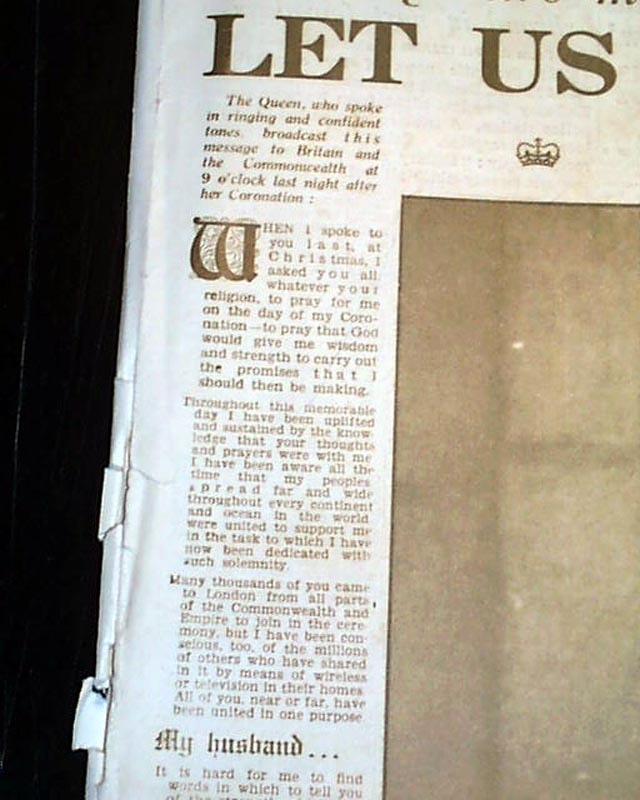 LET US
The Queen, who spoke
in ringing and confident
tones, broadcast this
message to Britain and
the Commonwealth at
9 o'clock last night after
her Coronation :
WHEN I spoke to
you last, at
Christmas, I
asked you all,
whatever your
religion, to pray for me
on the day of my Coro-
nation—to pray that God
would give me wisdom
and strength to carry out
the promises that I
should then be making.
Throughout this memorable
day I have been uplifted
and sustained by the know-
ledge that your thoughts
and prayers were with me
I have been aware all the
time that my peoples
spread far and wide
throughout every continent
and ocean in the world
were united to support me
in the task to which I have
now been dedicated with
such solemnity.
Many thousands of you came
to London from all parts
of the Commonwealth and
Empire to join in the cere-
mony, but I have been con-
scious, too, of the millions
of others who have shared
in it by means of wireless
or television in their homes
All of you, near or far, have
been united in one purpose
My husband...
It is hard for me to find
words in which to tell you
of the